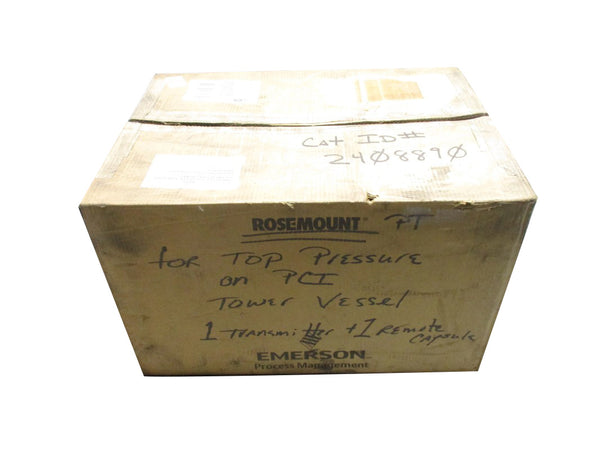 Cat ID#
2408890
ROSEMOUNT PT
for TOP Pressure
on PCI
Tower Vessel
1 Transmitter + 1 Remote
Capsule
EMERSON™
Process Management